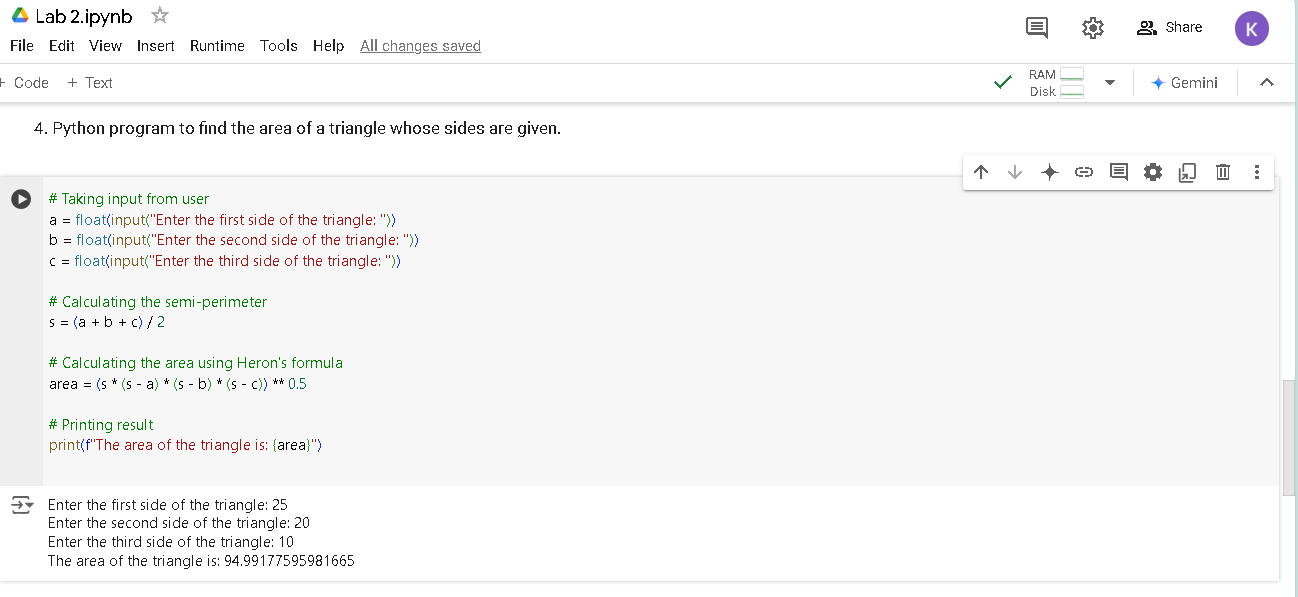 Lab 2.ipynb
File Edit View Insert Runtime Tools Help All changes saved
Share
K
+ Code + Text
RAM
Disk
Gemini
4. Python program to find the area of a triangle whose sides are given.
# Taking input from user
a = float(input("Enter the first side of the triangle: "))
b = float(input("Enter the second side of the triangle: "))
c = float(input("Enter the third side of the triangle: "))
# Calculating the semi-perimeter
s = (a + b + c) / 2
# Calculating the area using Heron's formula
area = (s * (s - a) * (s - b) * (s - c)) ** 0.5
# Printing result
print(f"The area of the triangle is: {area}")
Enter the first side of the triangle: 25
Enter the second side of the triangle: 20
Enter the third side of the triangle: 10
The area of the triangle is: 94.99177595981665